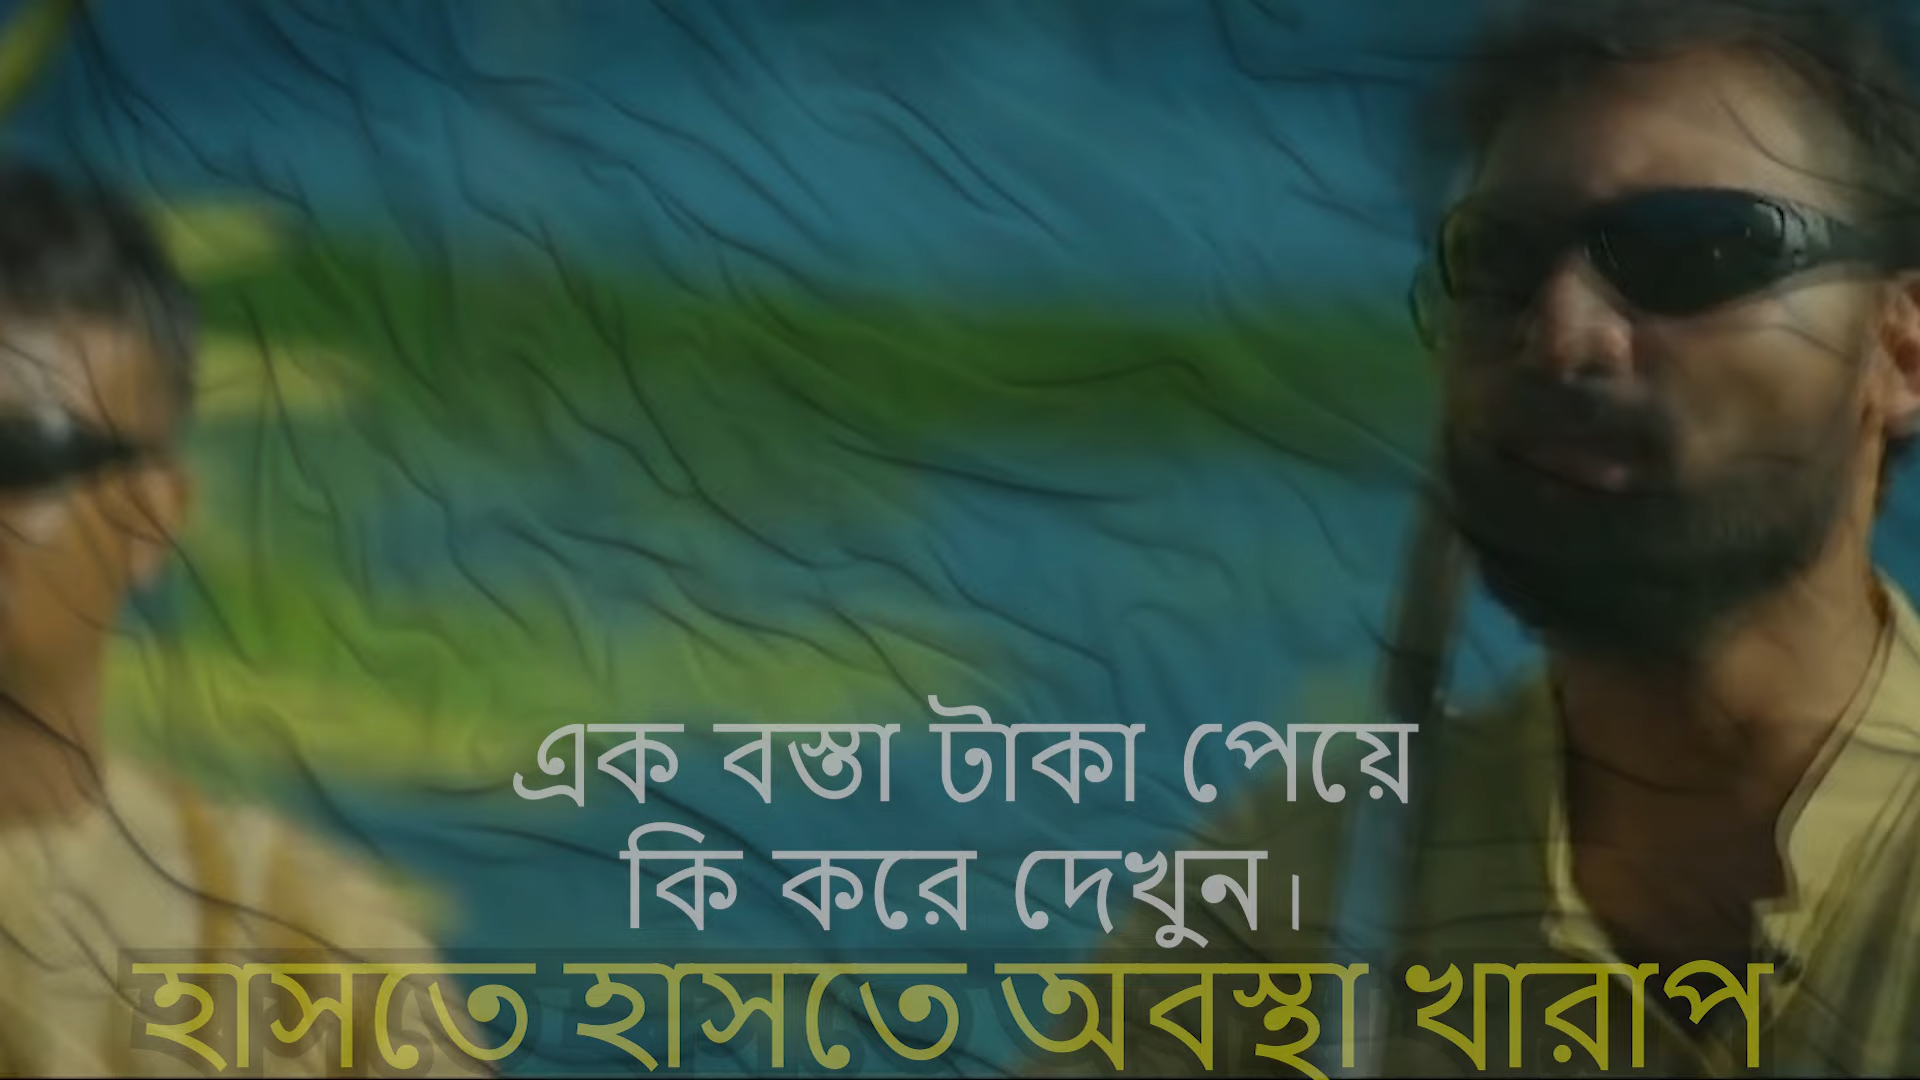 এক বস্তা টাকা পেয়ে
কি করে দেখুন।
হাসতে হাসতে অবস্থা খারাপ